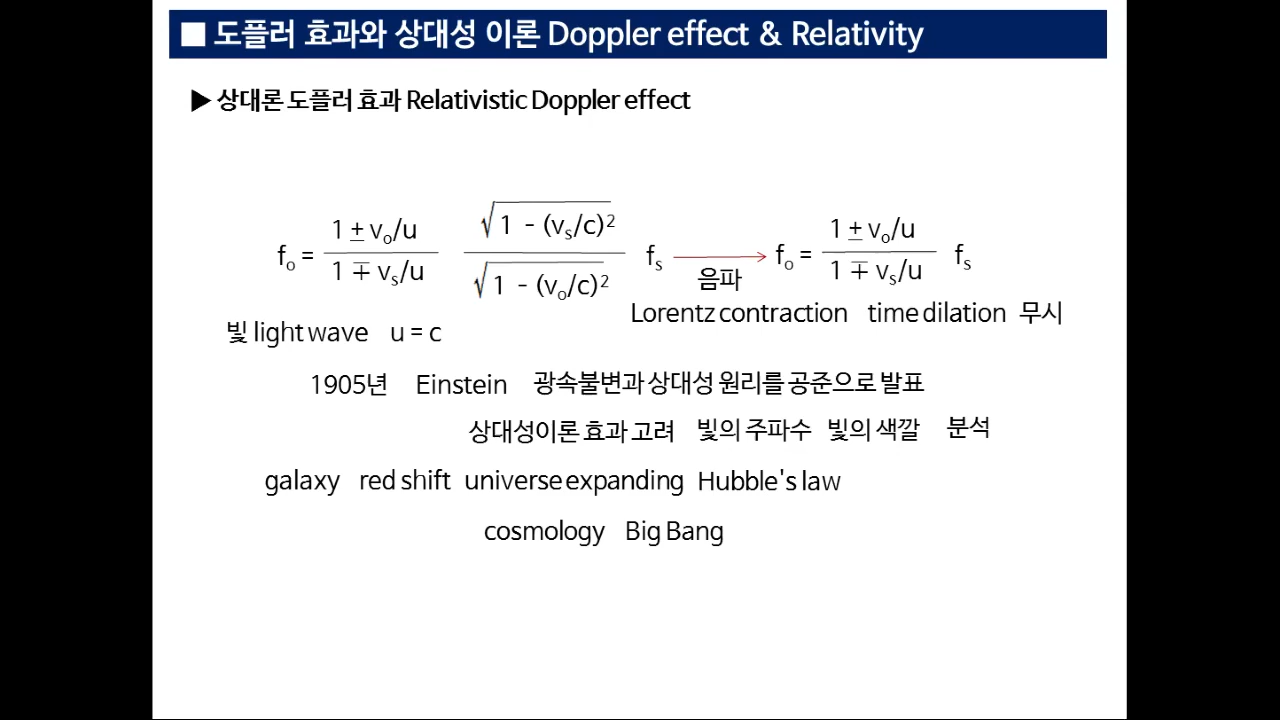 ■ 도플러 효과와 상대성 이론 Doppler effect & Relativity
▶ 상대론 도플러 효과 Relativistic Doppler effect
fₒ = (1 ± vₒ/u)/(1 ∓ vₛ/u) √(1 - (vₛ/c)²)/√(1 - (vₒ/c)²) fₛ → fₒ = (1 ± vₒ/u)/(1 ∓ vₛ/u) fₛ
음파
Lorentz contraction time dilation 무시
빛 light wave u = c
1905년 Einstein 광속불변과 상대성 원리를 공준으로 발표
상대성이론 효과 고려 빛의 주파수 빛의 색깔 분석
galaxy red shift universe expanding Hubble's law
cosmology Big Bang